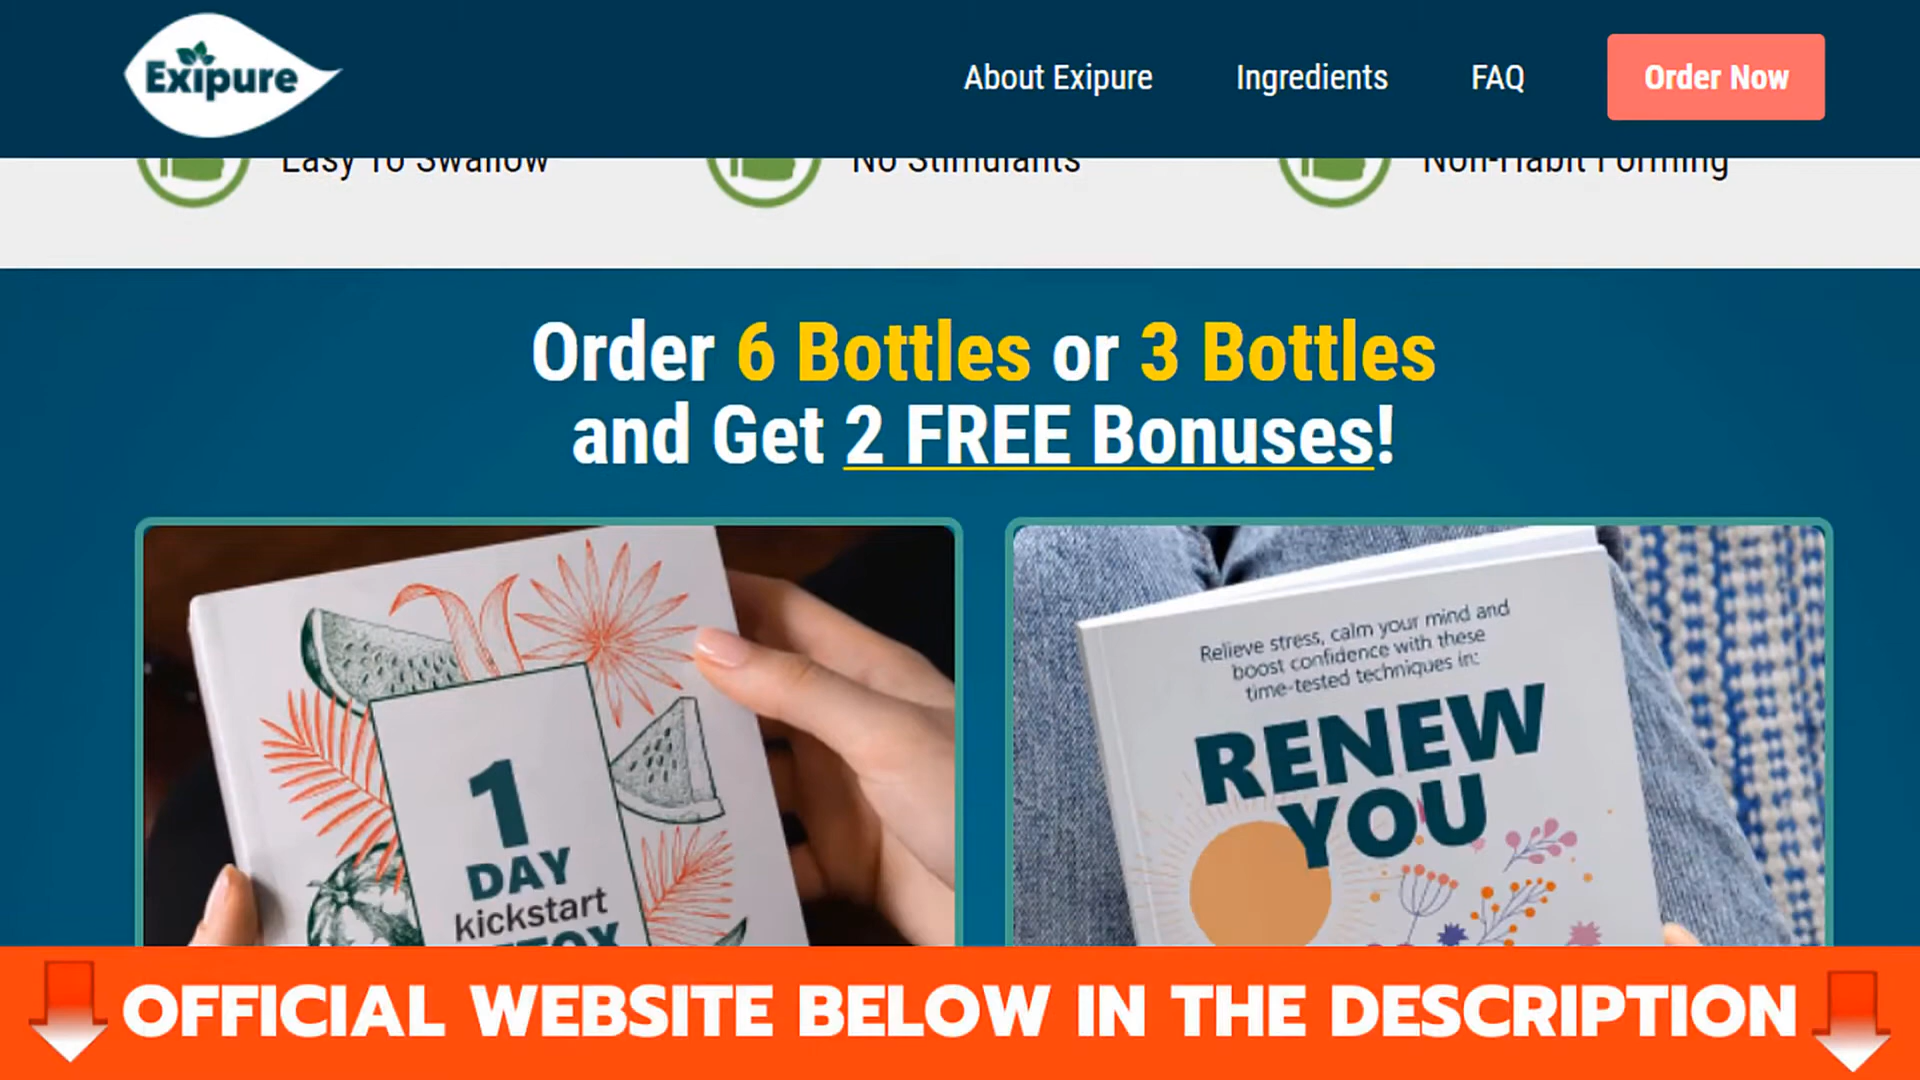 Exipure
About Exipure
Ingredients
FAQ
Order Now
Easy To Swallow
No Stimulants
Non-Habit Forming
Order 6 Bottles or 3 Bottles
and Get 2 FREE Bonuses!
1
DAY
kickstart
Relieve stress, calm your mind and
boost confidence with these
time-tested techniques in:
RENEW
YOU
OFFICIAL WEBSITE BELOW IN THE DESCRIPTION